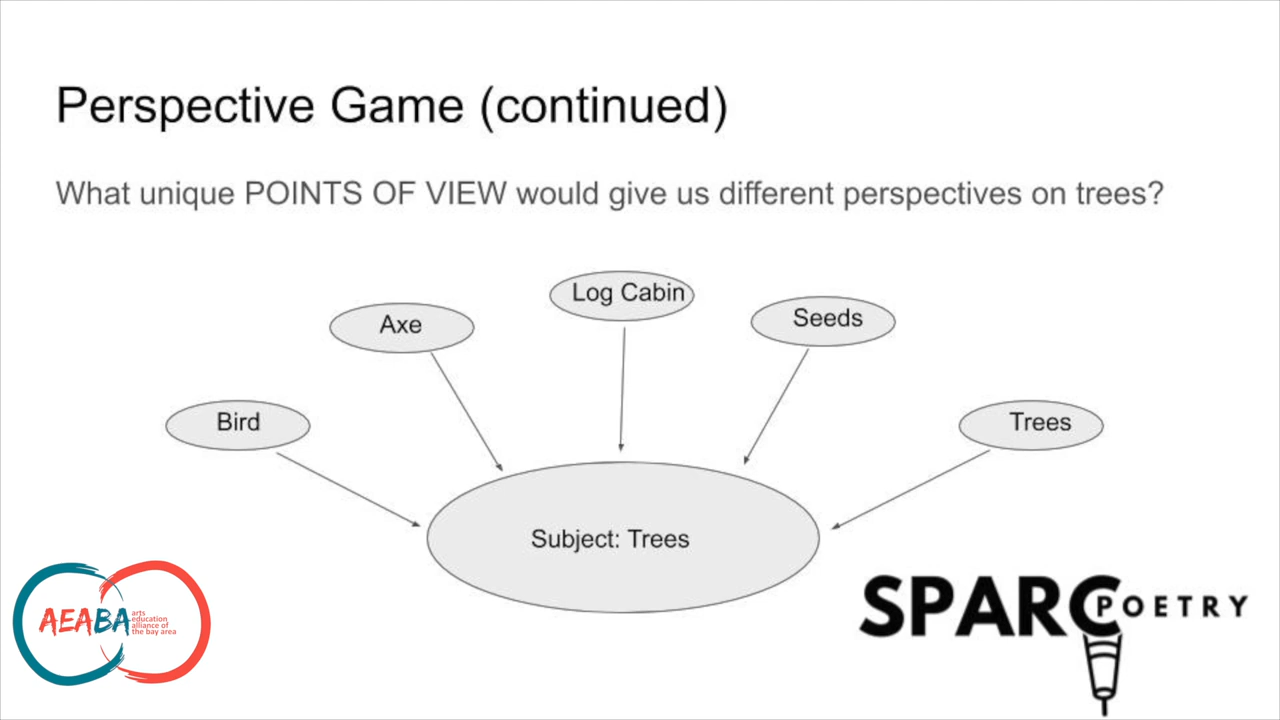 Perspective Game (continued)
What unique POINTS OF VIEW would give us different perspectives on trees?
Log Cabin
Axe
Seeds
Bird
Trees
Subject: Trees
AEABA
arts
education
alliance of
the bay area
SPARC
POETRY